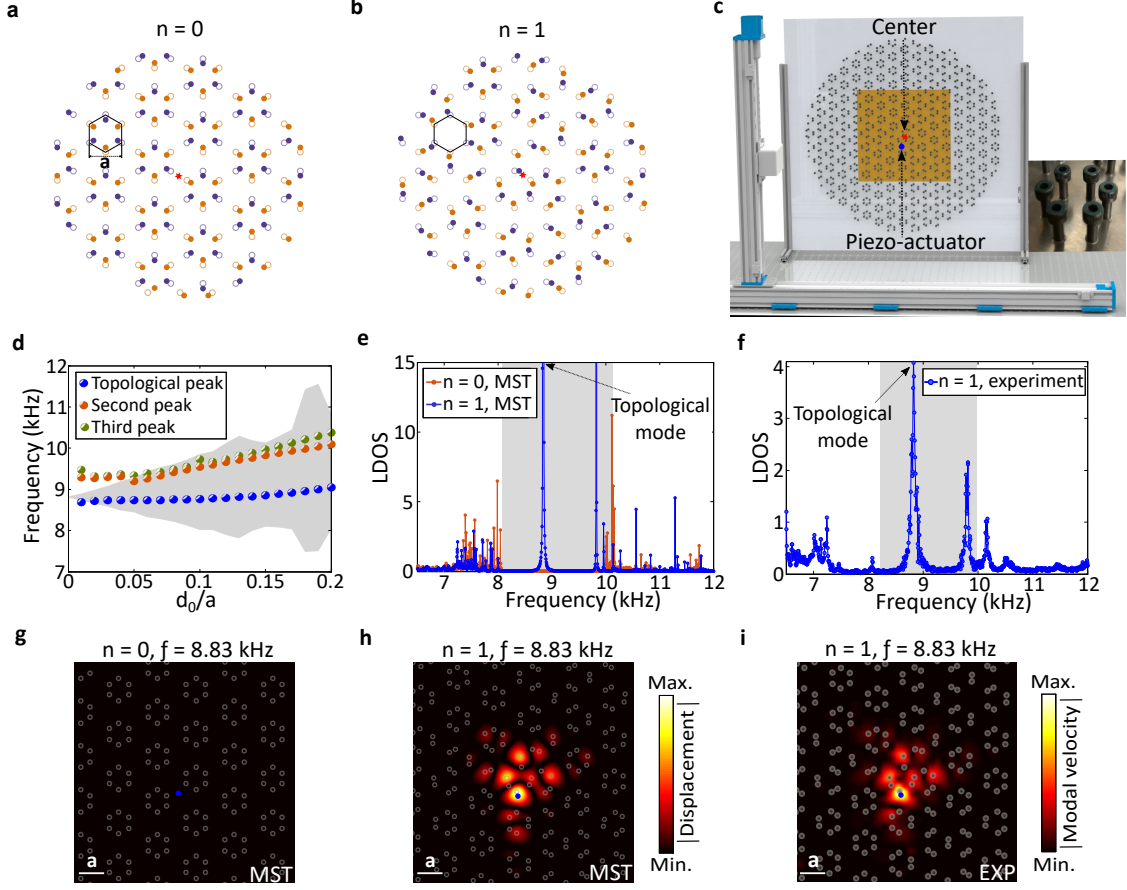 a
n = 0
a
b
n = 1
c
Center
Piezo-actuator
d
Frequency (kHz)
12
11
10
9
8
7
0
0.05
0.1
0.15
0.2
d₀/a
Topological peak
Second peak
Third peak
e
LDOS
15
10
5
0
7
8
9
10
11
12
Frequency (kHz)
n = 0, MST
n = 1, MST
Topological
mode
f
LDOS
4
3
2
1
0
7
8
9
10
11
12
Frequency (kHz)
n = 1, experiment
Topological
mode
g
n = 0, ƒ = 8.83 kHz
a
MST
h
n = 1, ƒ = 8.83 kHz
a
MST
Max.
|Displacement|
Min.
i
n = 1, ƒ = 8.83 kHz
a
EXP
Max.
|Modal velocity|
Min.